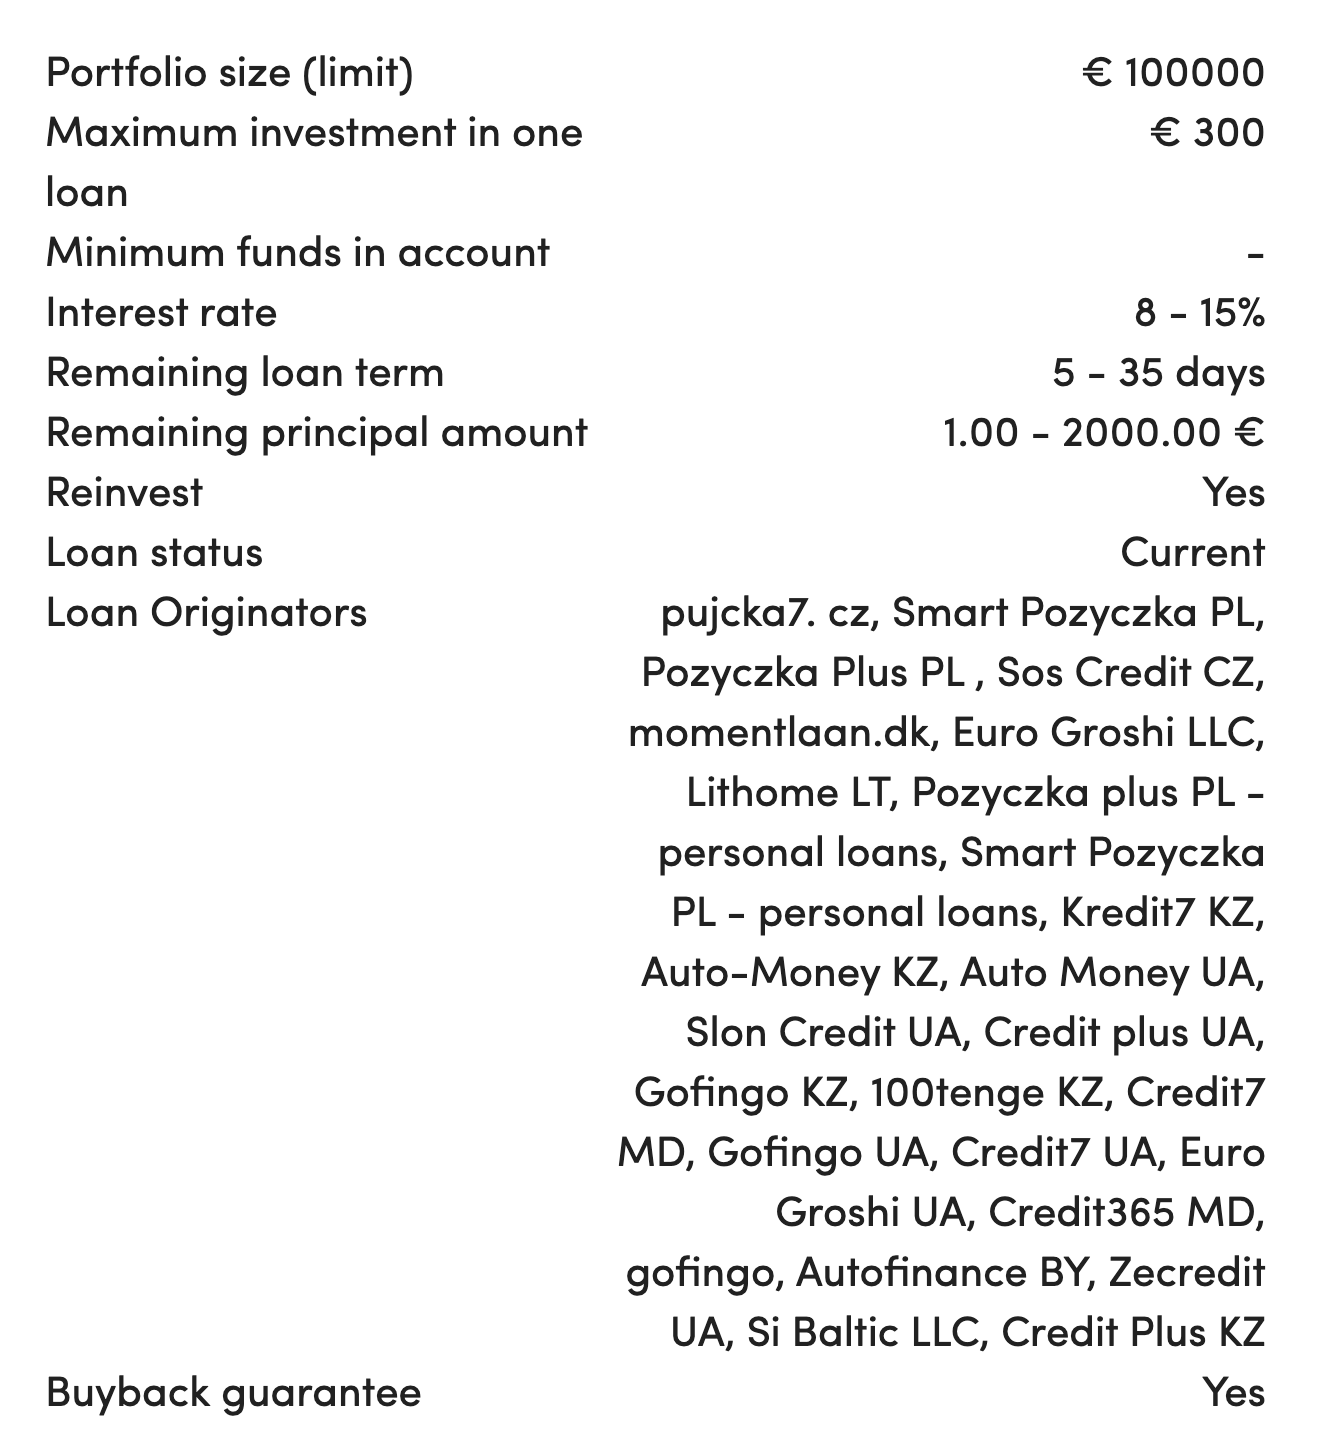 Portfolio size (limit) € 100000
Maximum investment in one € 300
loan
Minimum funds in account -
Interest rate 8 - 15%
Remaining loan term 5 - 35 days
Remaining principal amount 1.00 - 2000.00 €
Reinvest Yes
Loan status Current
Loan Originators pujcka7. cz, Smart Pozyczka PL,
Pozyczka Plus PL , Sos Credit CZ,
momentlaan.dk, Euro Groshi LLC,
Lithome LT, Pozyczka plus PL -
personal loans, Smart Pozyczka
PL - personal loans, Kredit7 KZ,
Auto-Money KZ, Auto Money UA,
Slon Credit UA, Credit plus UA,
Gofingo KZ, 100tenge KZ, Credit7
MD, Gofingo UA, Credit7 UA, Euro
Groshi UA, Credit365 MD,
gofingo, Autofinance BY, Zecredit
UA, Si Baltic LLC, Credit Plus KZ
Buyback guarantee Yes